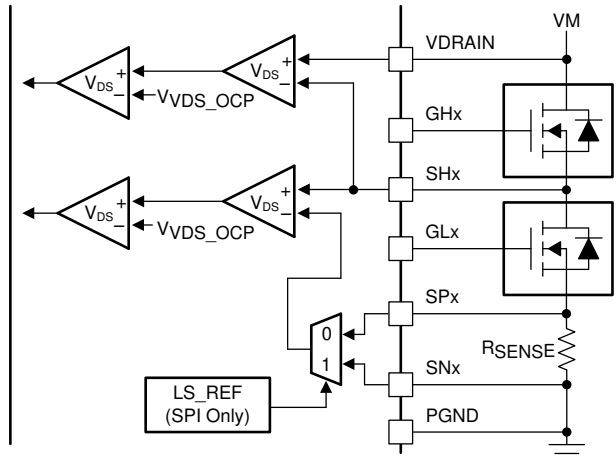 VM
VDRAIN
+
VDS
−
VVDS_OCP
+
VDS
−
GHx
SHx
+
VDS
−
VVDS_OCP
+
VDS
−
GLx
SPx
0
1
RSENSE
SNx
LS_REF
(SPI Only)
PGND